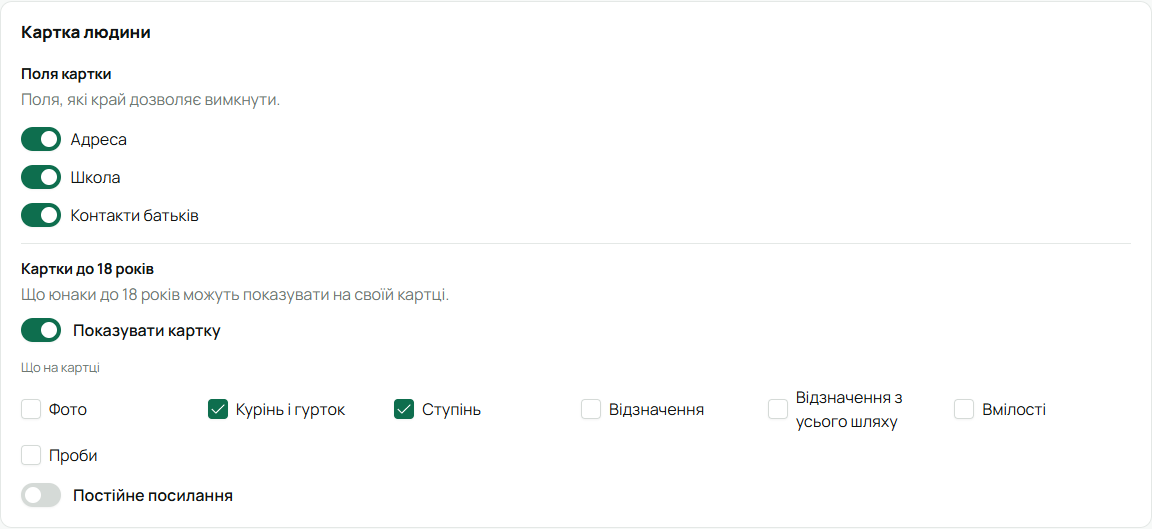 Картка людини
Поля картки
Поля, які край дозволяє вимкнути.
Адреса
Школа
Контакти батьків
Картки до 18 років
Що юнаки до 18 років можуть показувати на своїй картці.
Показувати картку
Що на картці
Фото
Курінь і гурток
Ступінь
Відзначення
Відзначення з
усього шляху
Вмілості
Проби
Постійне посилання